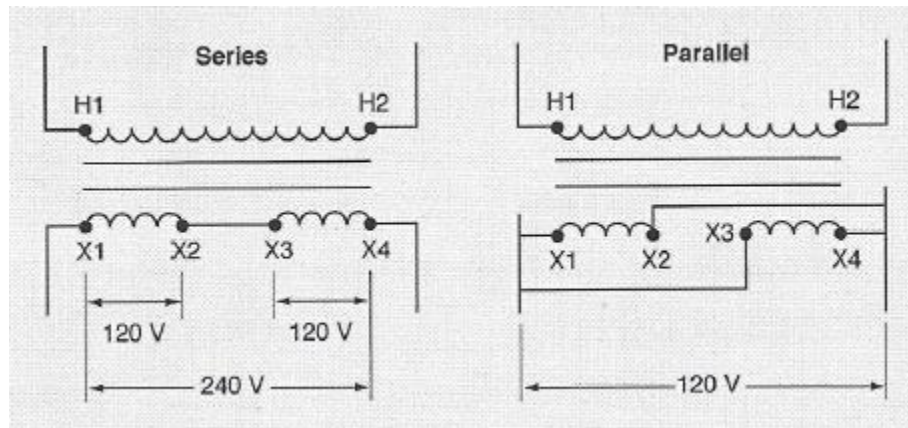 Series
H1
H2
X1
X2
X3
X4
120 V
120 V
240 V
Parallel
H1
H2
X1
X2
X3
X4
120 V